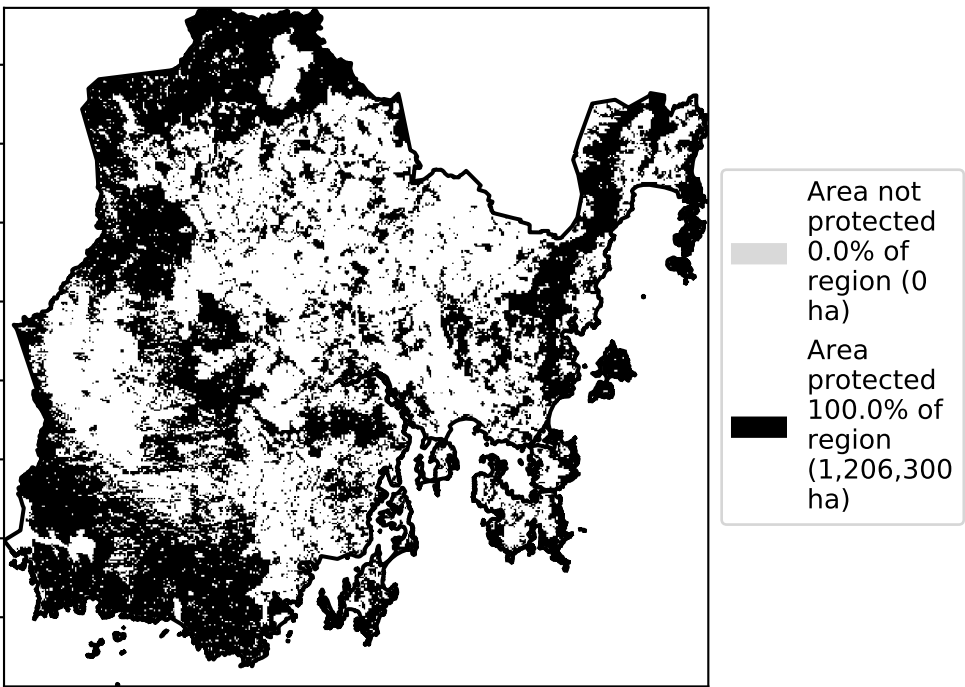 Area not
protected
0.0% of
region (0
ha)
Area
protected
100.0% of
region
(1,206,300
ha)